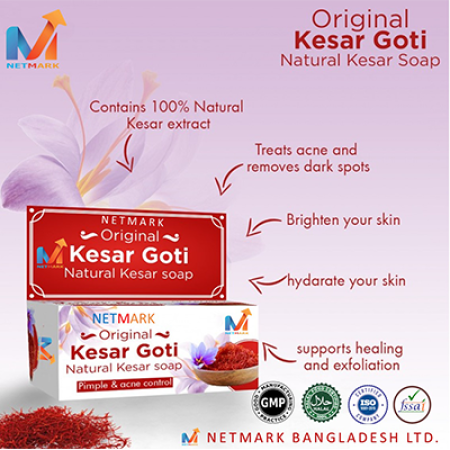 NETMARK
Original
Kesar Goti
Natural Kesar Soap
Contains 100% Natural
Kesar extract
Treats acne and
removes dark spots
Brighten your skin
hydarate your skin
supports healing
and exfoliation
NETMARK
Original
Kesar Goti
Natural Kesar soap
NETMARK
NETMARK
Original
Kesar Goti
Natural Kesar soap
Pimple & acne control
GMP
HALAL
fssai
NETMARK BANGLADESH LTD.